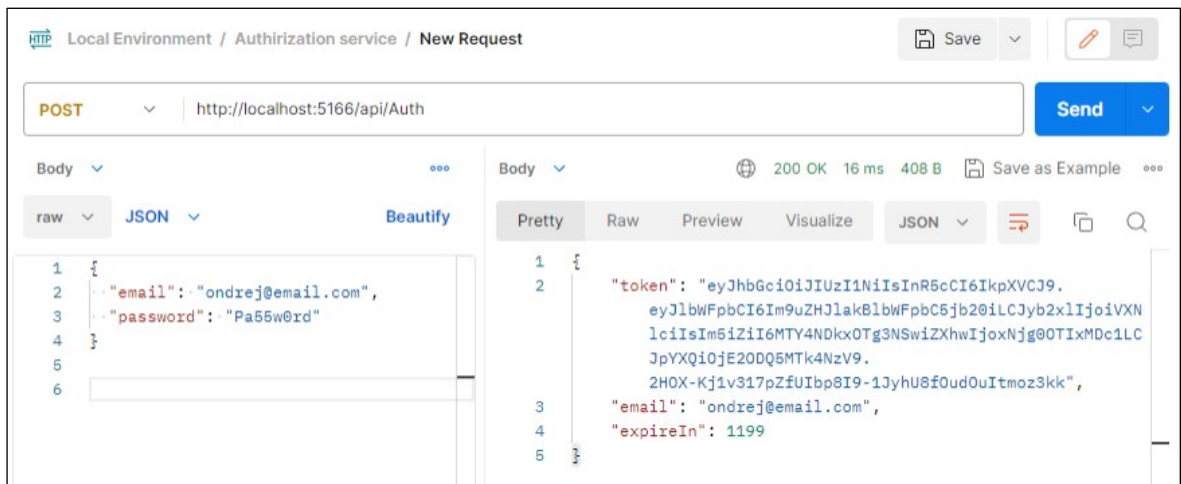 HTTP Local Environment / Authirization service / New Request
Save
POST http://localhost:5166/api/Auth
Send
Body
raw JSON Beautify
1 {
2 "email": "ondrej@email.com",
3 "password": "Pa55w0rd"
4 }
5
6
Body 200 OK 16 ms 408 B Save as Example
Pretty Raw Preview Visualize JSON
1 {
2 "token": "eyJhbGciOiJIUzI1NiIsInR5cCI6IkpXVCJ9.
eyJlbWFpbCI6Im9uZHJlakBlbWFpbC5jb20iLCJyb2xlIjoiVXN
lciIsIm5iZiI6MTY4NDkxOTg3NSwiZXhwIjoxNjg0OTIxMDc1LC
JpYXQiOjE2ODQ5MTk4NzV9.
2HOX-Kj1v317pZfUIbp8I9-1JyhU8fOudOuItmoz3kk",
3 "email": "ondrej@email.com",
4 "expireIn": 1199
5 }